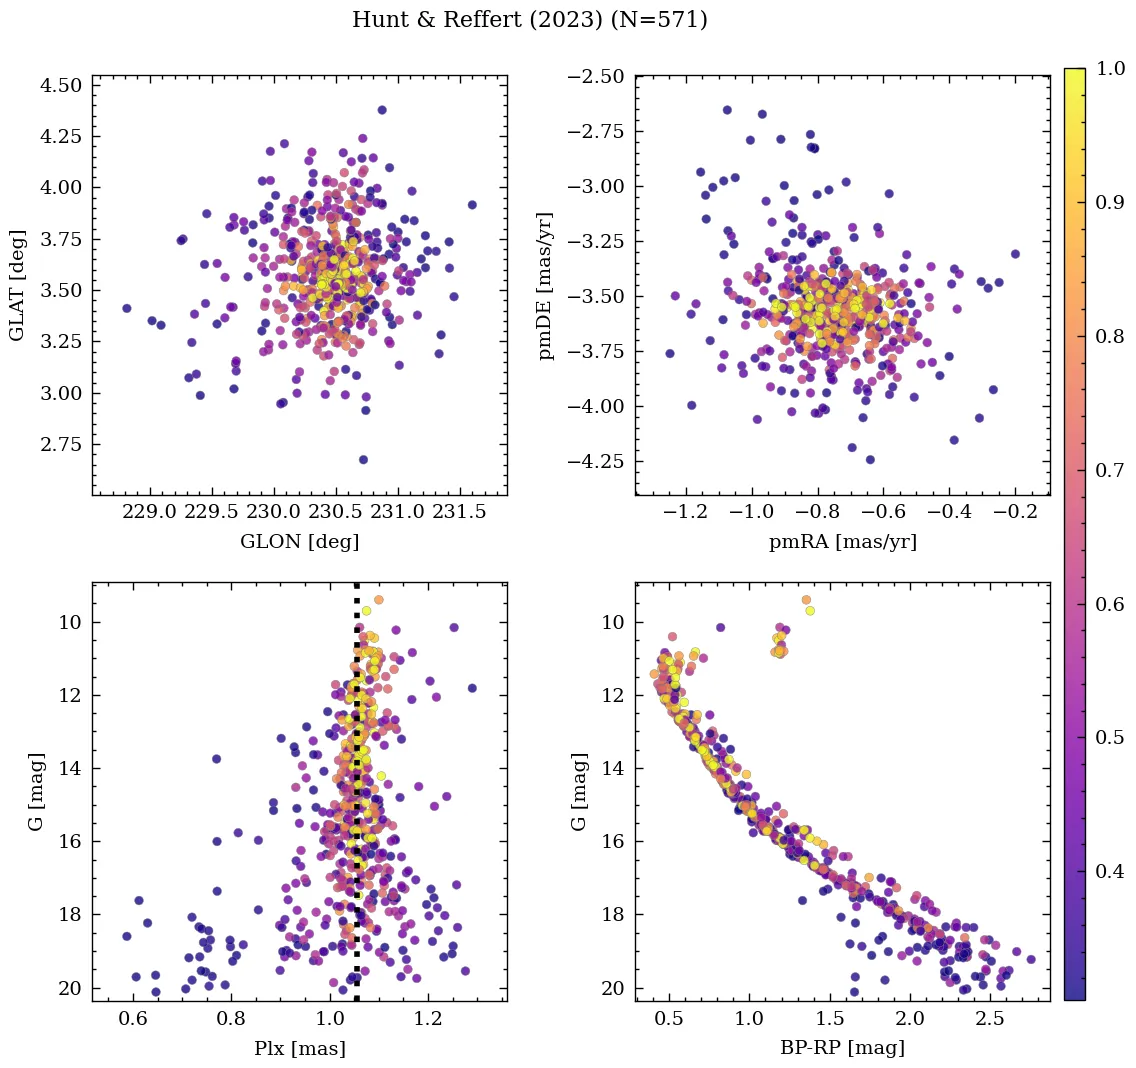 Hunt & Reffert (2023) (N=571)
4.50
4.25
4.00
3.75
3.50
3.25
3.00
2.75
GLAT [deg]
229.0 229.5 230.0 230.5 231.0 231.5
GLON [deg]
−2.50
−2.75
−3.00
−3.25
−3.50
−3.75
−4.00
−4.25
pmDE [mas/yr]
−1.2 −1.0 −0.8 −0.6 −0.4 −0.2
pmRA [mas/yr]
10
12
14
16
18
20
G [mag]
0.6 0.8 1.0 1.2
Plx [mas]
10
12
14
16
18
20
G [mag]
0.5 1.0 1.5 2.0 2.5
BP-RP [mag]
1.0
0.9
0.8
0.7
0.6
0.5
0.4